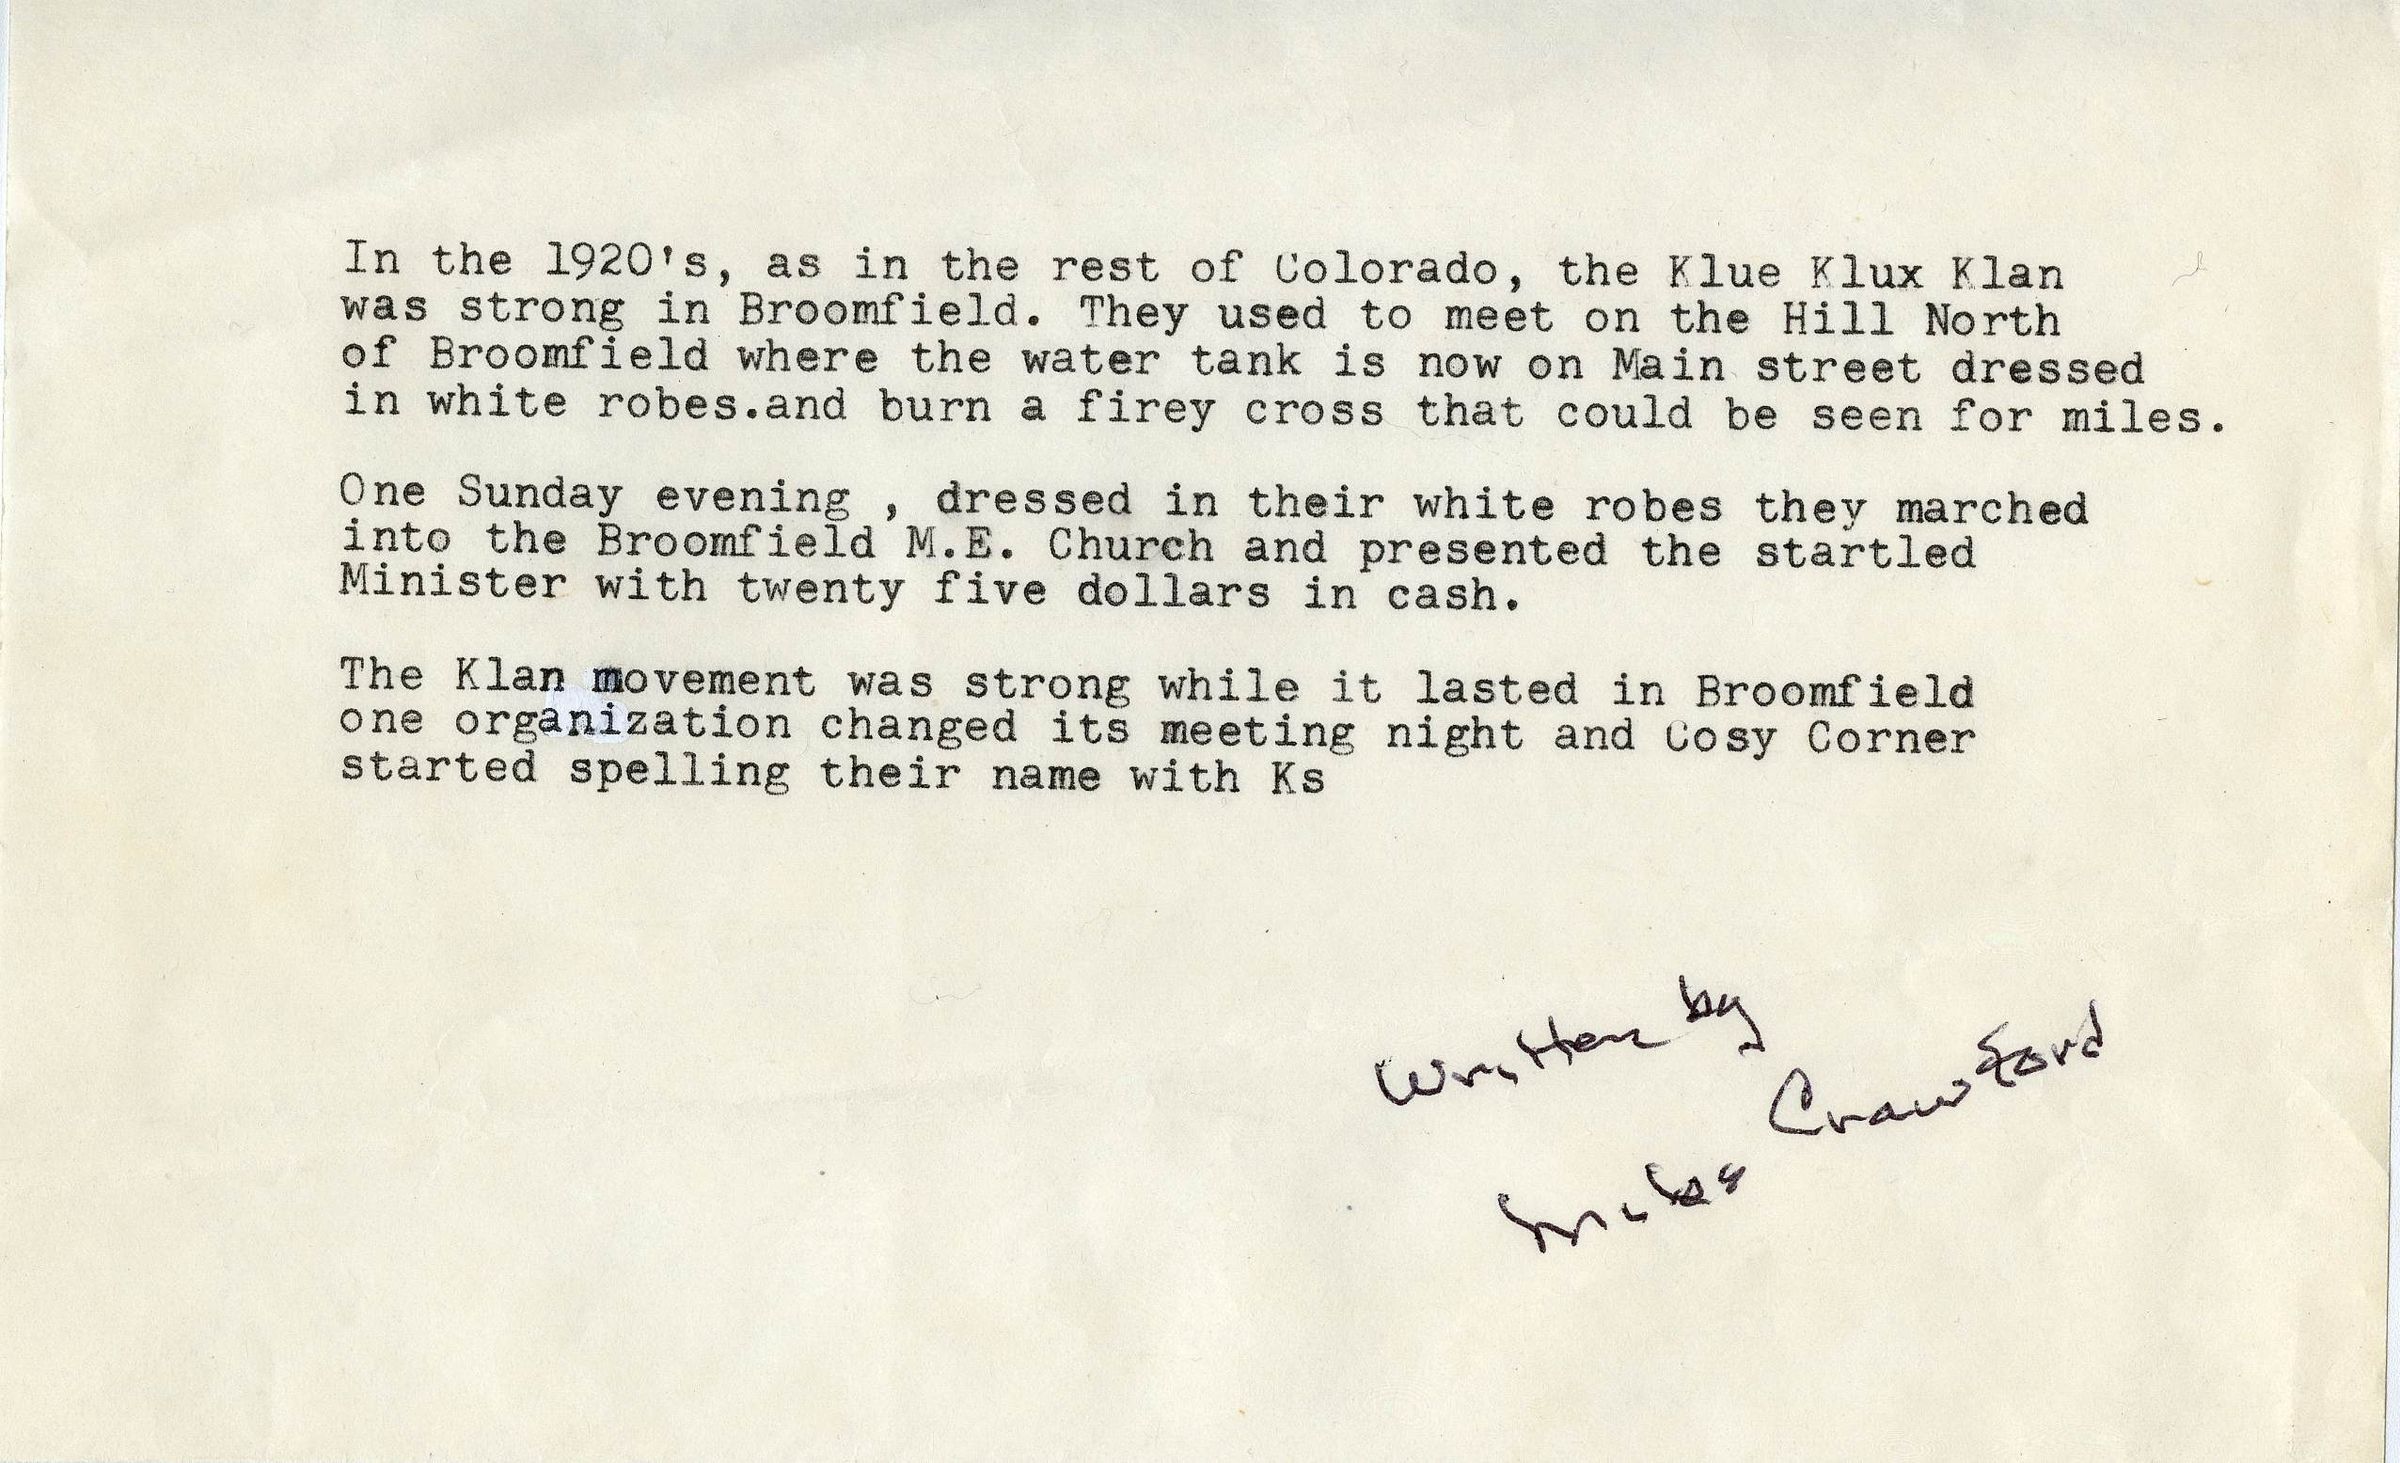 In the 1920's, as in the rest of Colorado, the Klue Klux Klan
was strong in Broomfield. They used to meet on the Hill North
of Broomfield where the water tank is now on Main street dressed
in white robes.and burn a firey cross that could be seen for miles.
One Sunday evening , dressed in their white robes they marched
into the Broomfield M.E. Church and presented the startled
Minister with twenty five dollars in cash.
The Klan movement was strong while it lasted in Broomfield
one organization changed its meeting night and Cosy Corner
started spelling their name with Ks
Written by
Crawford